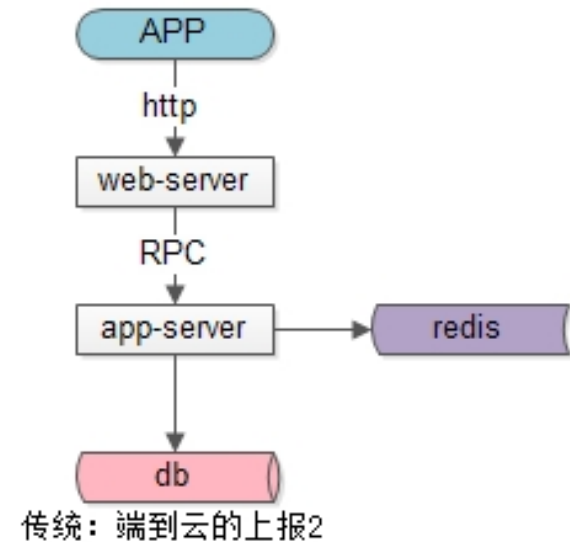 APP
http
web-server
RPC
app-server
redis
db
传统：端到云的上报2